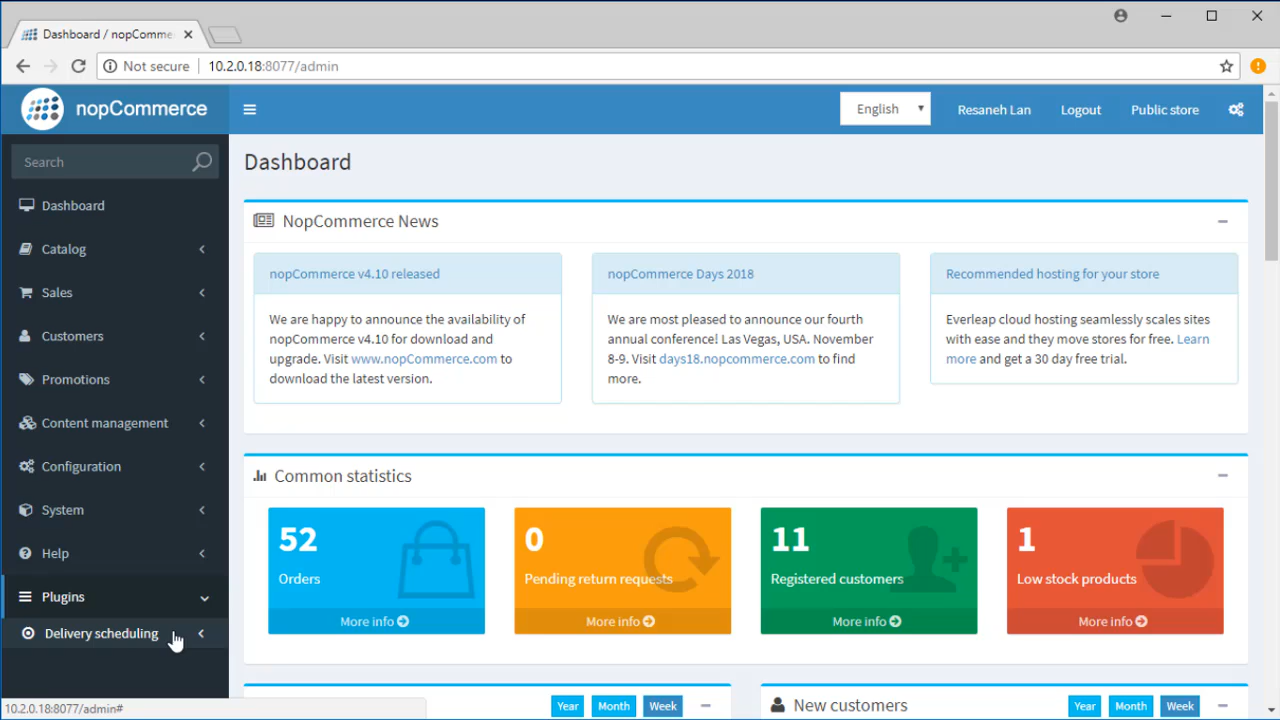 Dashboard / nopComme
Not secure
10.2.0.18:8077/admin
nopCommerce
English
Resaneh Lan
Logout
Public store
Search
Dashboard
Catalog
Sales
Customers
Promotions
Content management
Configuration
System
Help
Plugins
Delivery scheduling
Dashboard
NopCommerce News
nopCommerce v4.10 released
We are happy to announce the availability of
nopCommerce v4.10 for download and
upgrade. Visit www.nopCommerce.com to
download the latest version.
nopCommerce Days 2018
We are most pleased to announce our fourth
annual conference! Las Vegas, USA. November
8-9. Visit days18.nopcommerce.com to find
more.
Recommended hosting for your store
Everleap cloud hosting seamlessly scales sites
with ease and they move stores for free. Learn
more and get a 30 day free trial.
Common statistics
52
Orders
More info
0
Pending return requests
More info
11
Registered customers
More info
1
Low stock products
More info
Year
Month
Week
New customers
Year
Month
Week
10.2.0.18:8077/admin#